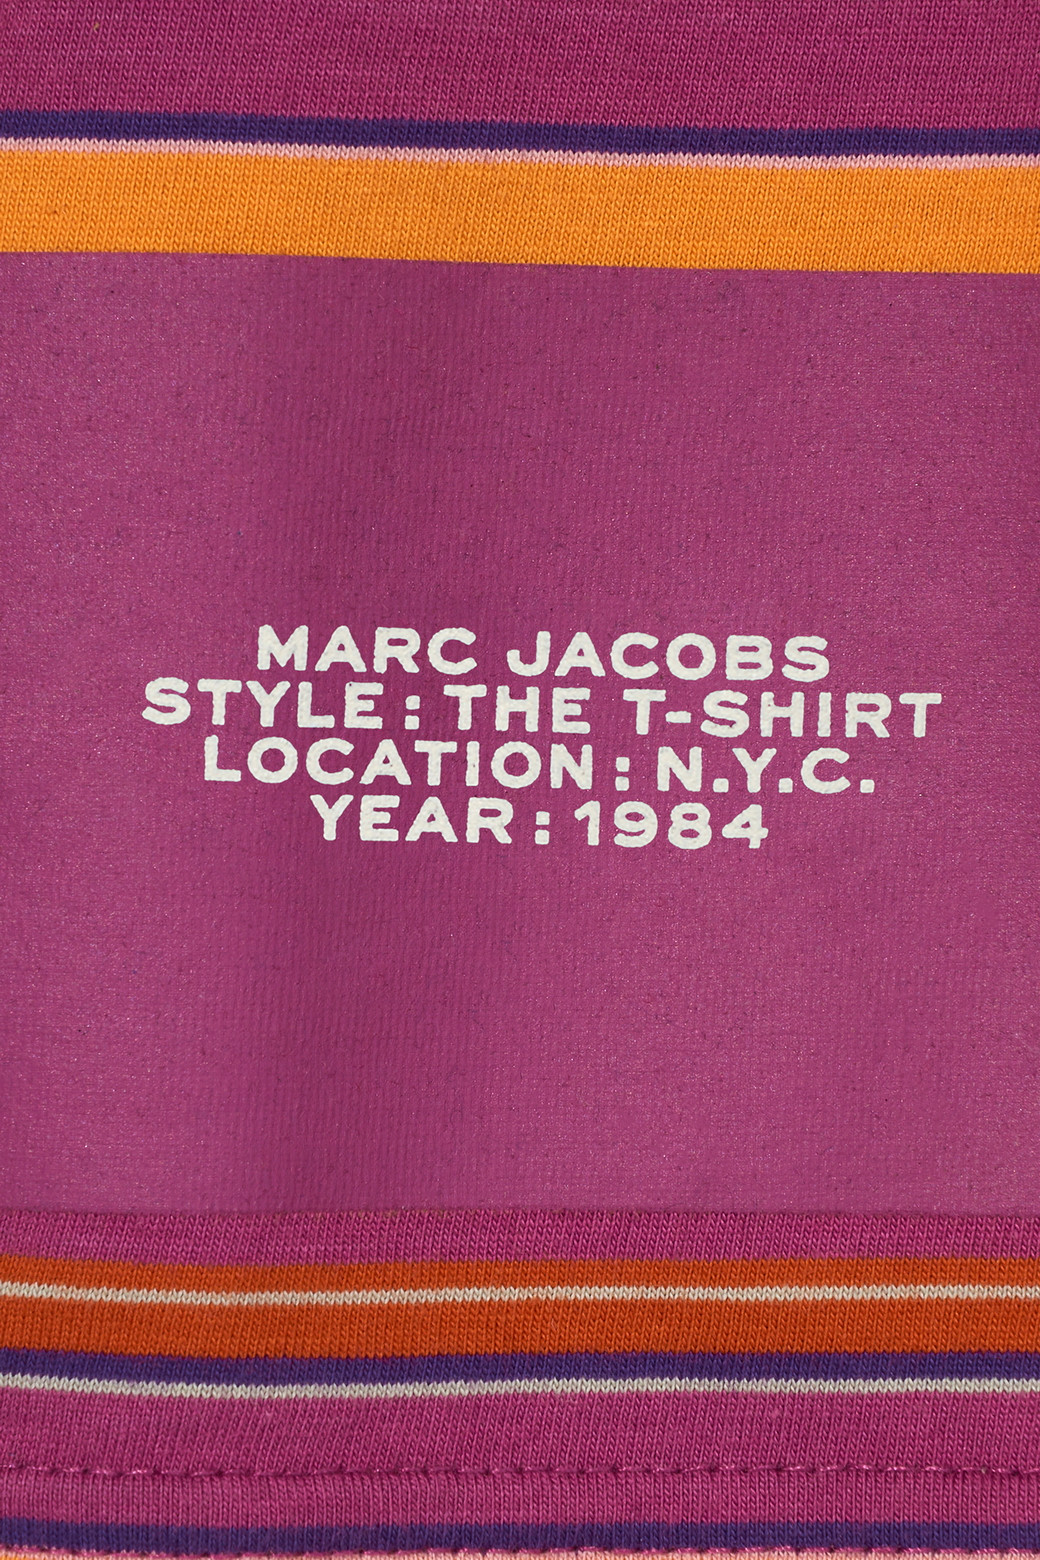 MARC JACOBS
STYLE: THE T-SHIRT
LOCATION: N.Y.C.
YEAR: 1984